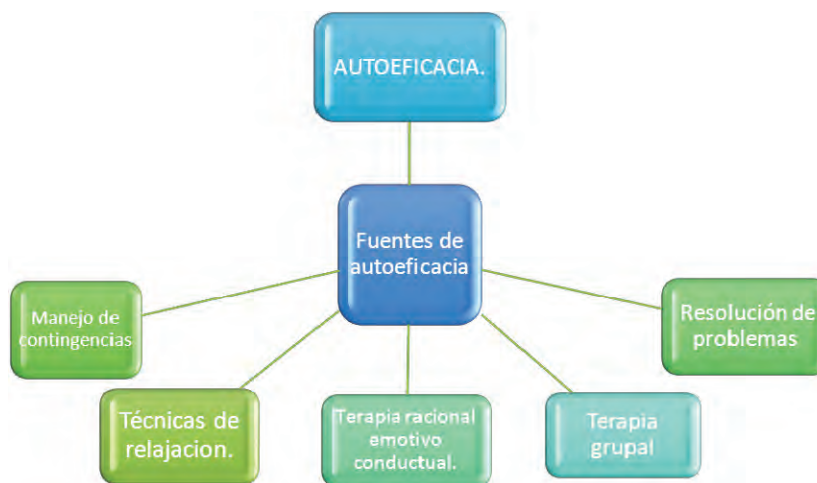 AUTOEFICACIA.
Fuentes de
autoeficacia
Manejo de
contingencias
Resolución de
problemas
Técnicas de
relajacion.
Terapia racional
emotivo
conductual.
Terapia
grupal